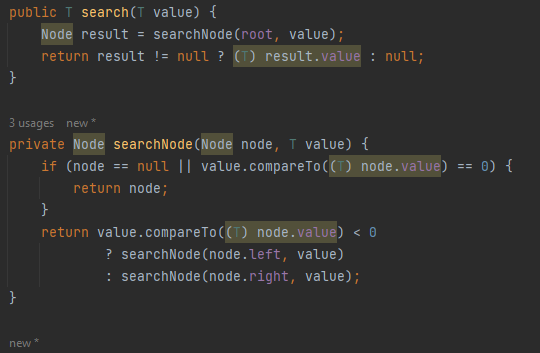 public T search(T value) {
    Node result = searchNode(root, value);
    return result != null ? (T) result.value : null;
}
3 usages   new *
private Node searchNode(Node node, T value) {
    if (node == null || value.compareTo((T) node.value) == 0) {
        return node;
    }
    return value.compareTo((T) node.value) < 0
            ? searchNode(node.left, value)
            : searchNode(node.right, value);
}
new *